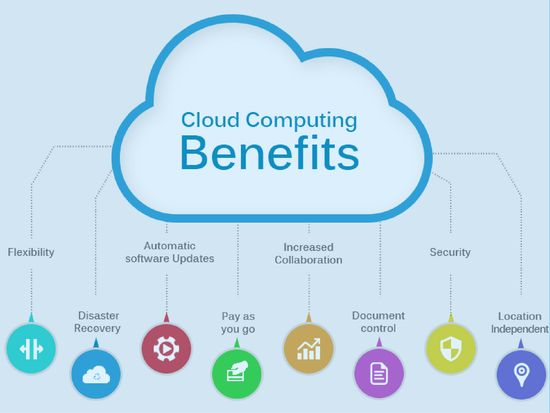 Cloud Computing
Benefits
Flexibility
Disaster
Recovery
Automatic
software Updates
Pay as
you go
Increased
Collaboration
Document
control
Security
Location
Independent